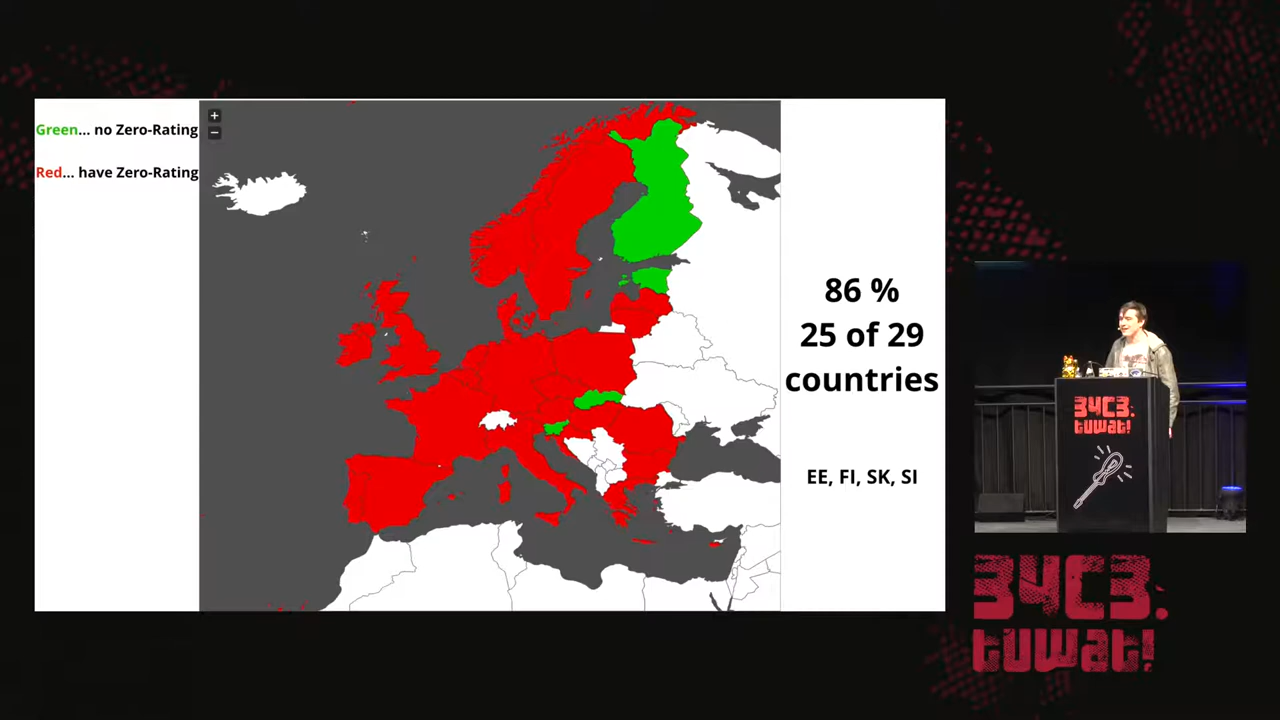 Green... no Zero-Rating
Red... have Zero-Rating
+
−
86 %
25 of 29
countries
EE, FI, SK, SI
34C3:
tuwat!
34C3:
tuwat!